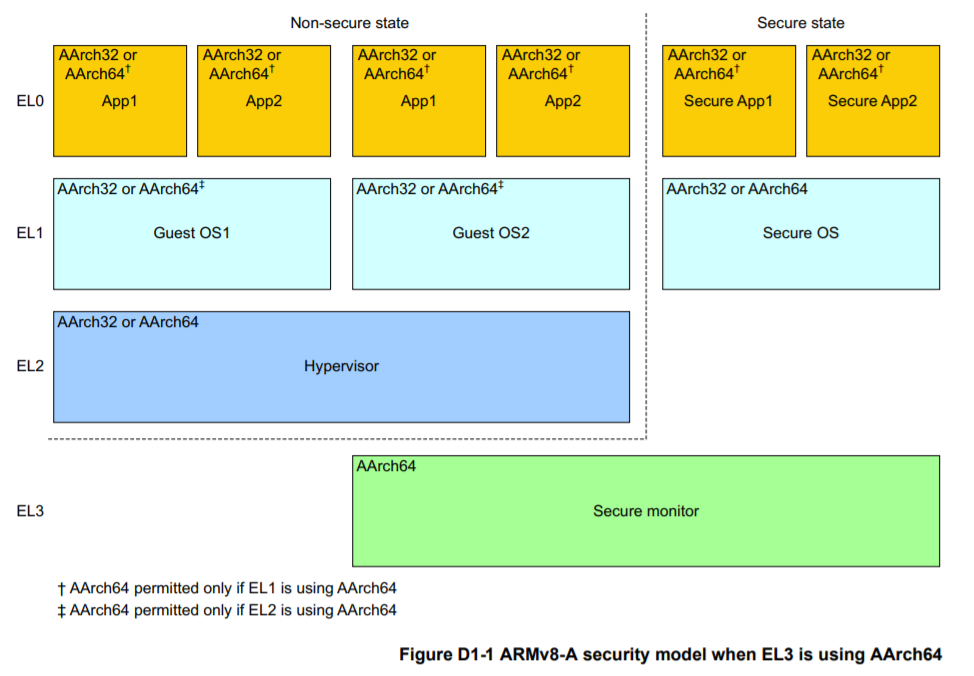 Non-secure state
Secure state
EL0
AArch32 or
AArch64†
App1
AArch32 or
AArch64†
App2
AArch32 or
AArch64†
App1
AArch32 or
AArch64†
App2
AArch32 or
AArch64†
Secure App1
AArch32 or
AArch64†
Secure App2
EL1
AArch32 or AArch64‡
Guest OS1
AArch32 or AArch64‡
Guest OS2
AArch32 or AArch64
Secure OS
EL2
AArch32 or AArch64
Hypervisor
EL3
AArch64
Secure monitor
† AArch64 permitted only if EL1 is using AArch64
‡ AArch64 permitted only if EL2 is using AArch64
Figure D1-1 ARMv8-A security model when EL3 is using AArch64